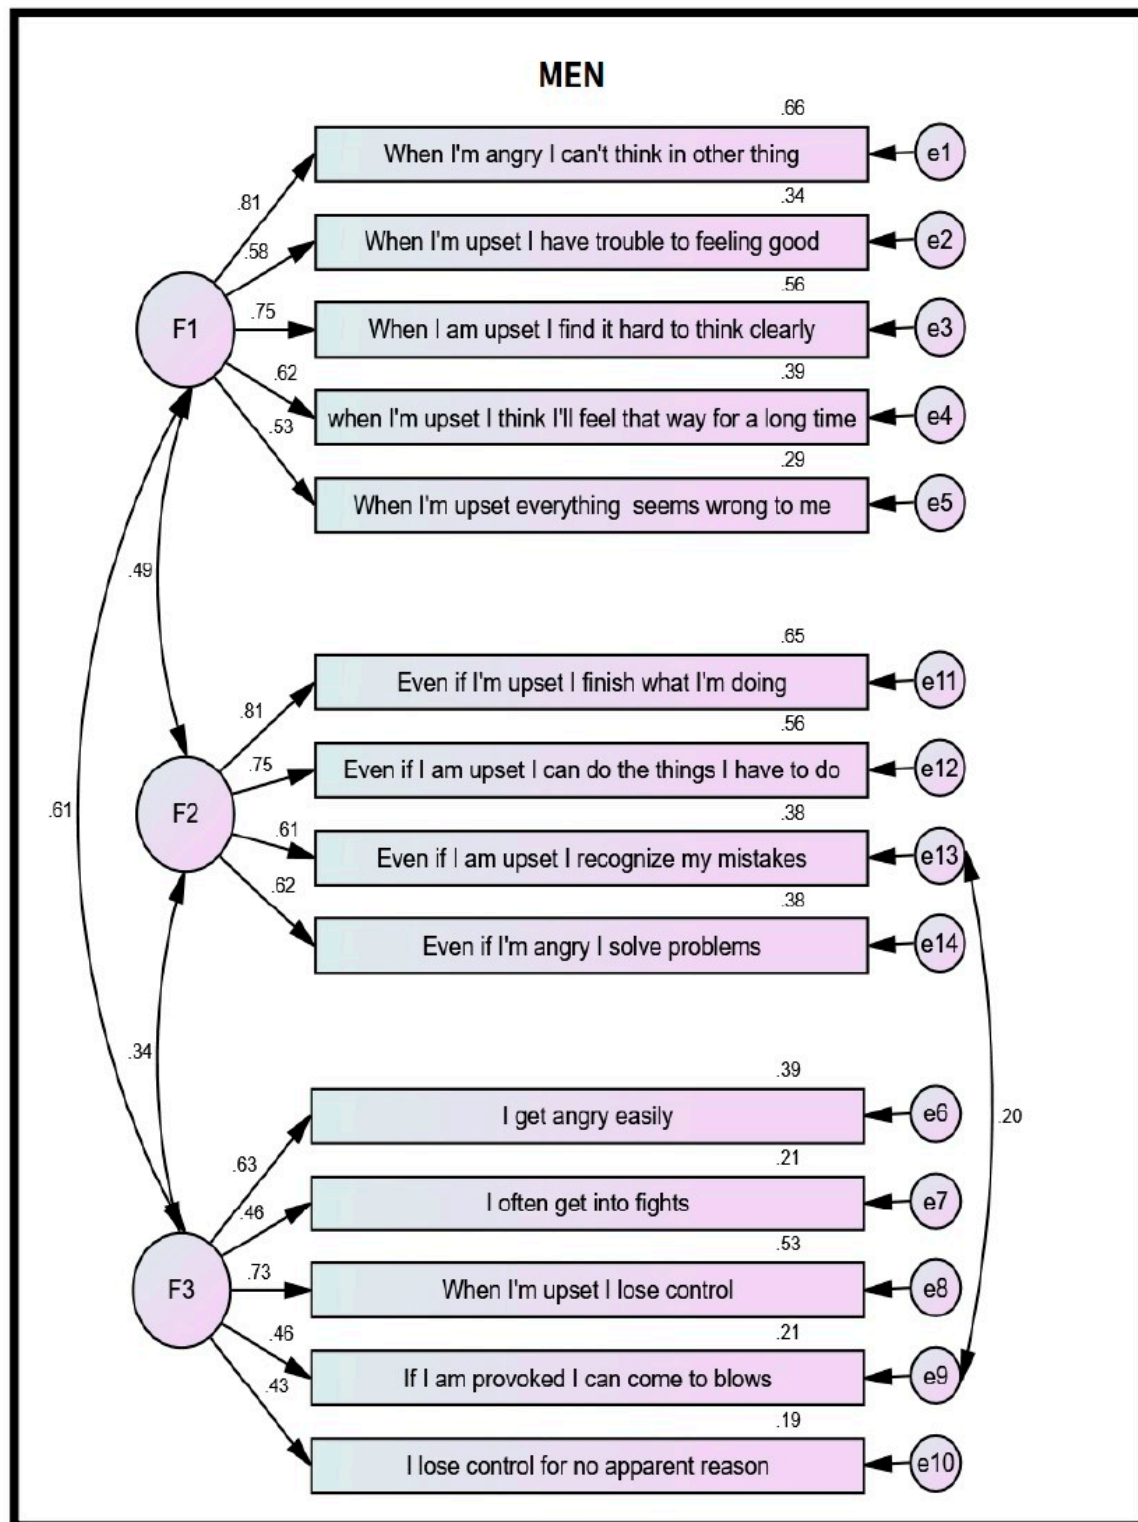 MEN
.66
When I'm angry I can't think in other thing
e1
.81
.34
When I'm upset I have trouble to feeling good
e2
.58
.56
F1
.75
When I am upset I find it hard to think clearly
e3
.62
.39
when I'm upset I think I'll feel that way for a long time
e4
.53
.29
When I'm upset everything  seems wrong to me
e5
.49
.65
Even if I'm upset I finish what I'm doing
e11
.81
.56
Even if I am upset I can do the things I have to do
e12
.75
.61
F2
.38
.61
Even if I am upset I recognize my mistakes
e13
.62
.38
Even if I'm angry I solve problems
e14
.34
.39
I get angry easily
e6
.20
.63
.21
I often get into fights
e7
.46
.53
F3
.73
When I'm upset I lose control
e8
.46
.21
If I am provoked I can come to blows
e9
.43
.19
I lose control for no apparent reason
e10